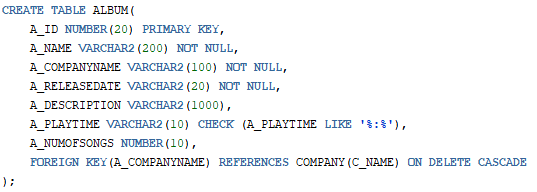 CREATE TABLE ALBUM(
A_ID NUMBER(20) PRIMARY KEY,
A_NAME VARCHAR2(200) NOT NULL,
A_COMPANYNAME VARCHAR2(100) NOT NULL,
A_RELEASEDATE VARCHAR2(20) NOT NULL,
A_DESCRIPTION VARCHAR2(1000),
A_PLAYTIME VARCHAR2(10) CHECK (A_PLAYTIME LIKE '%:%'),
A_NUMOFSONGS NUMBER(10),
FOREIGN KEY(A_COMPANYNAME) REFERENCES COMPANY(C_NAME) ON DELETE CASCADE
);